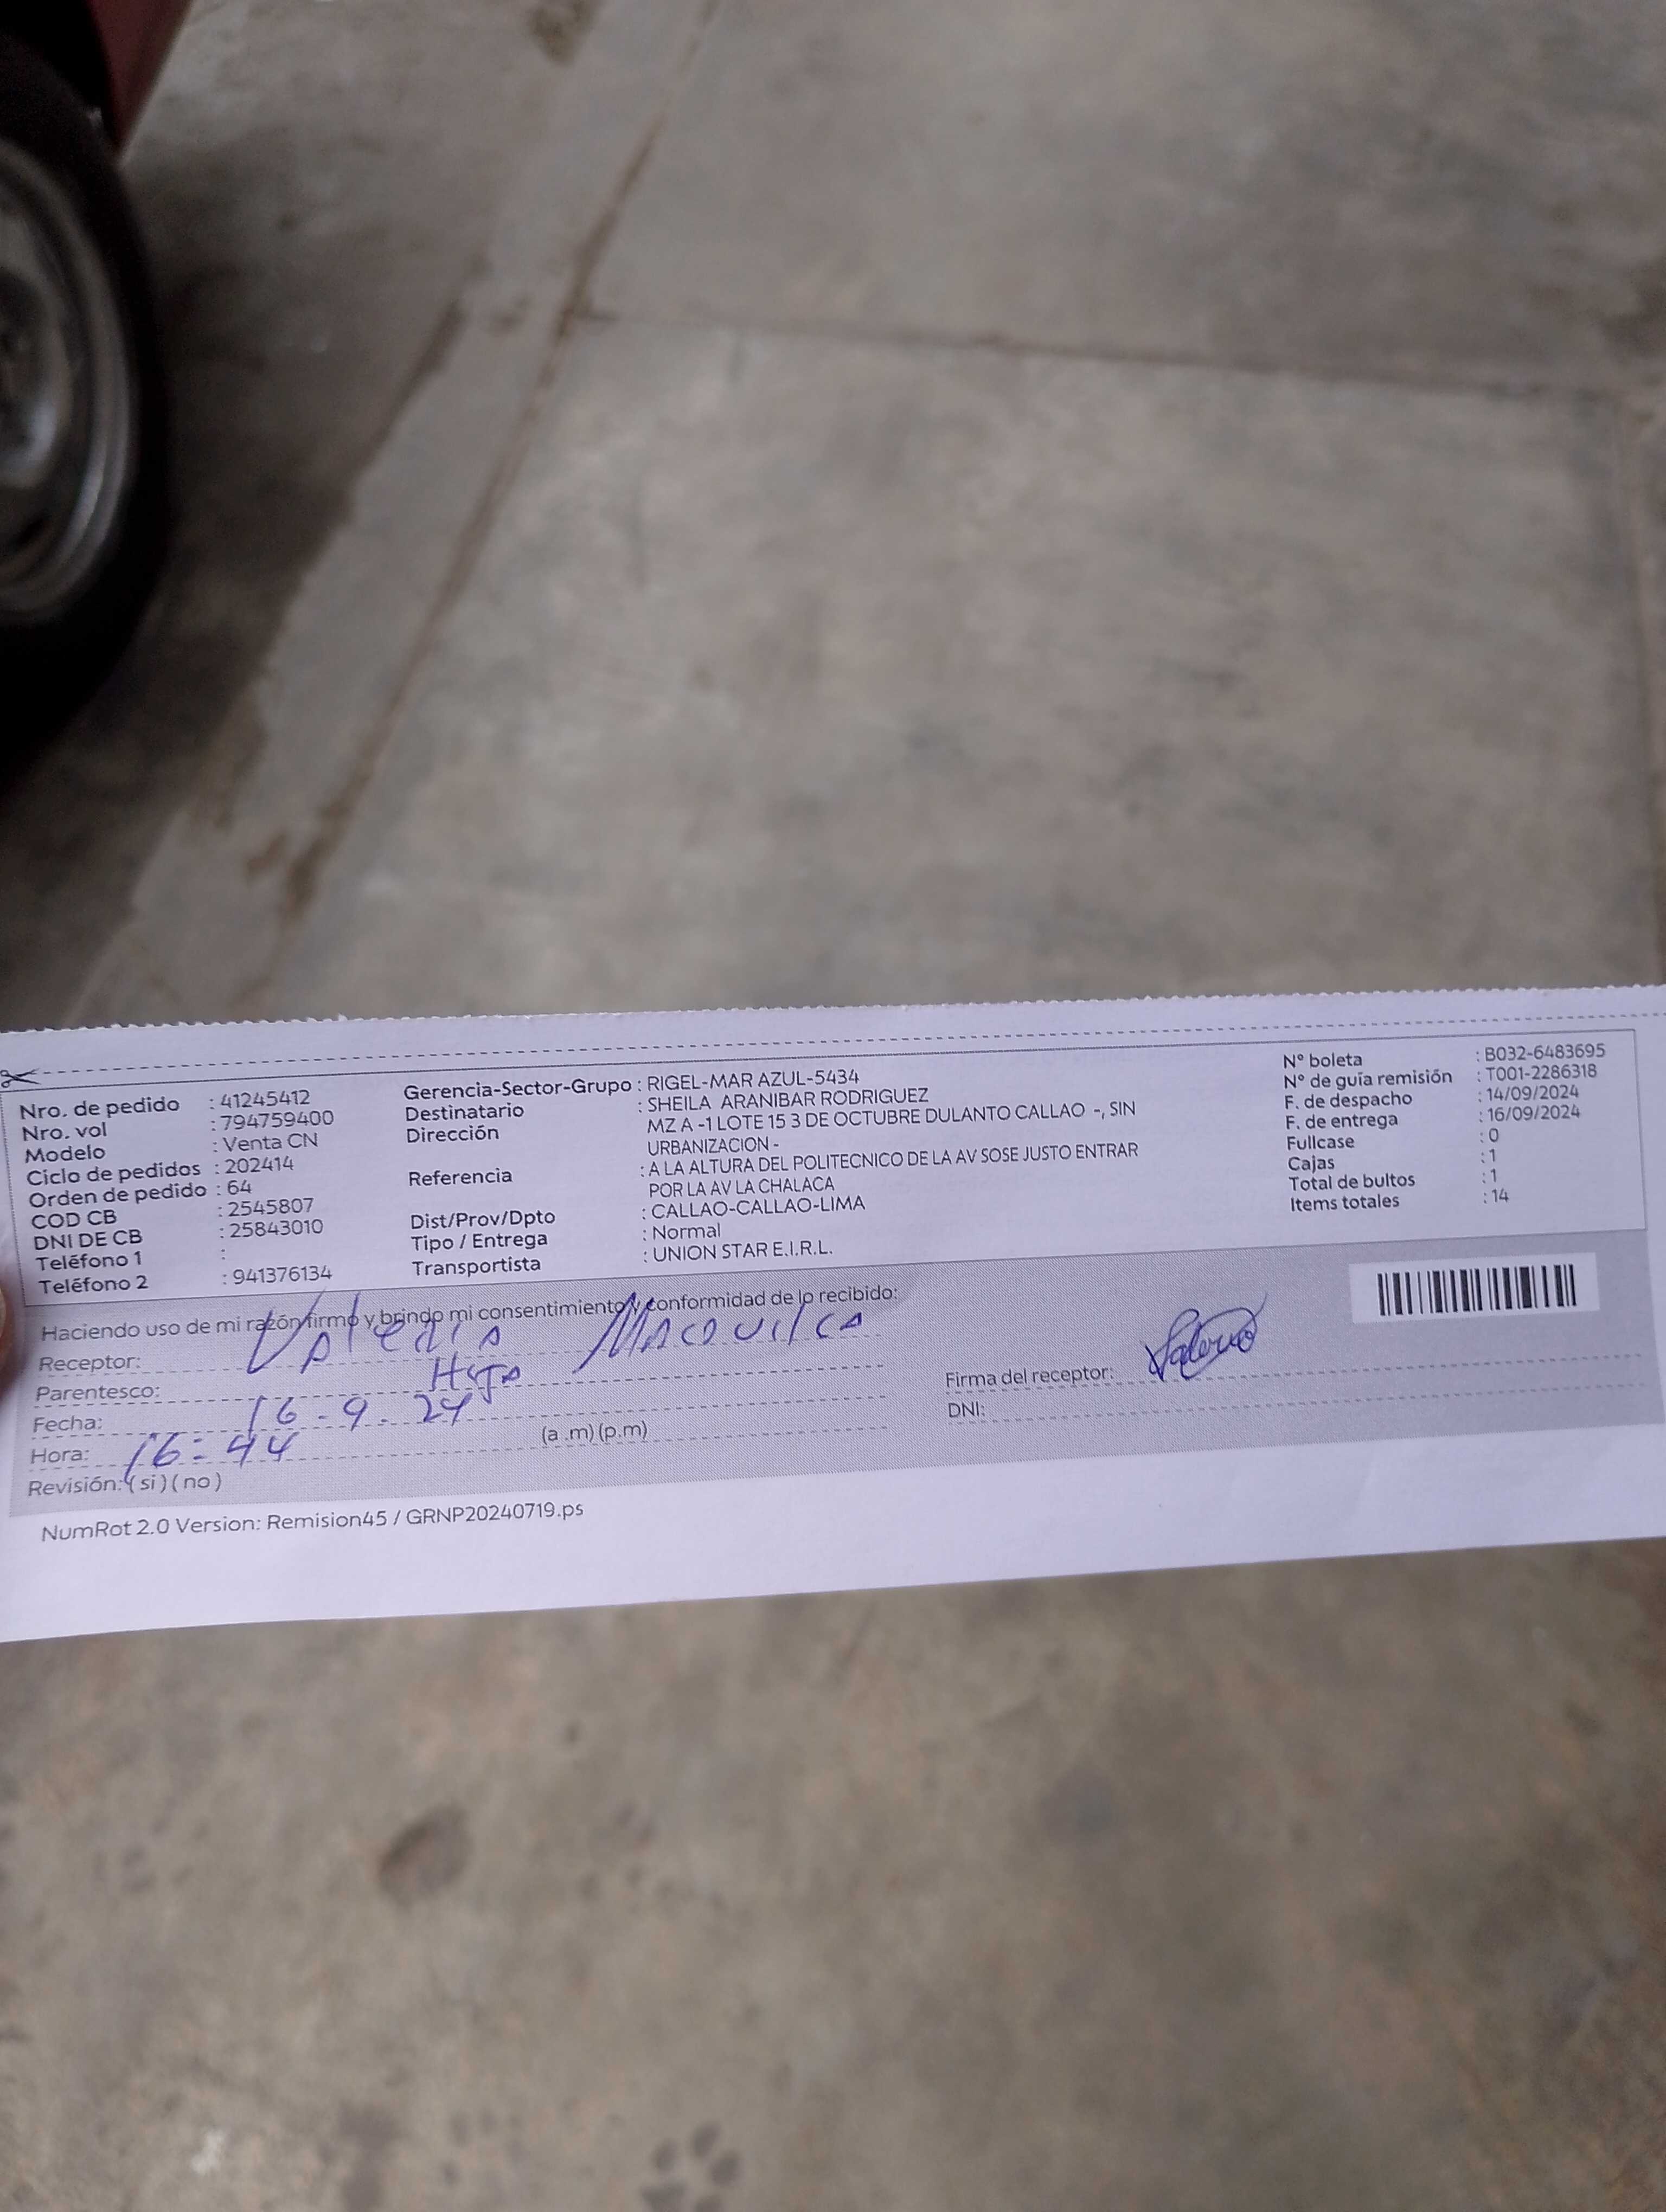 Nro. de pedido : 41245412
Nro. vol : 794759400
Modelo : Venta CN
Ciclo de pedidos : 202414
Orden de pedido : 64
COD CB : 2545807
DNI DE CB : 25843010
Teléfono 1 :
Teléfono 2 : 941376134
Gerencia-Sector-Grupo : RIGEL-MAR AZUL-5434
Destinatario : SHEILA ARANIBAR RODRIGUEZ
Dirección MZ A -1 LOTE 15 3 DE OCTUBRE DULANTO CALLAO -, SIN
URBANIZACION -
Referencia : A LA ALTURA DEL POLITECNICO DE LA AV SOSE JUSTO ENTRAR
POR LA AV LA CHALACA
Dist/Prov/Dpto : CALLAO-CALLAO-LIMA
Tipo / Entrega : Normal
Transportista : UNION STAR E.I.R.L.
N° boleta : B032-6483695
N° de guía remisión : T001-2286318
F. de despacho : 14/09/2024
F. de entrega : 16/09/2024
Fullcase : 0
Cajas : 1
Total de bultos : 1
Items totales : 14
Haciendo uso de mi razón firmo y brindo mi consentimiento y conformidad de lo recibido:
Receptor: Valeria Macquilca
Parentesco: Hija
Fecha: 16-9.24
Hora: 16:44 (a .m) (p.m)
Revisión: ( si ) ( no )
Firma del receptor: Valeria
DNI:
NumRot 2.0 Version: Remision45 / GRNP20240719.ps